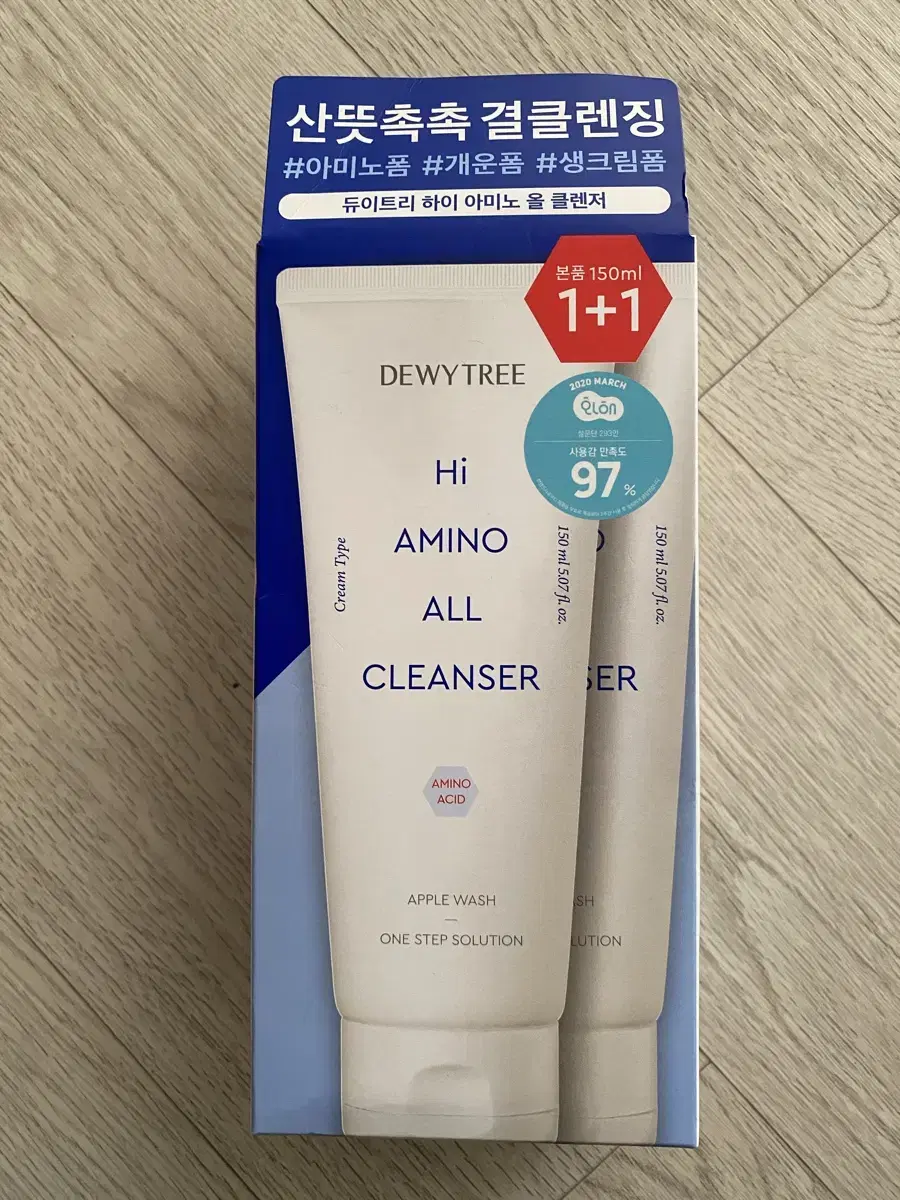 산뜻촉촉 결클렌징
#아미노폼 #개운폼 #생크림폼
듀이트리 하이 아미노 올 클렌저
본품 150ml
1+1
2020 MARCH
사용감 만족도
97%
DEWYTREE
Hi
AMINO
ALL
CLEANSER
Cream Type
150 ml 5.07 fl. oz.
AMINO
ACID
APPLE WASH
ONE STEP SOLUTION
O
SER
150 ml 5.07 fl. oz.
SH
LUTION